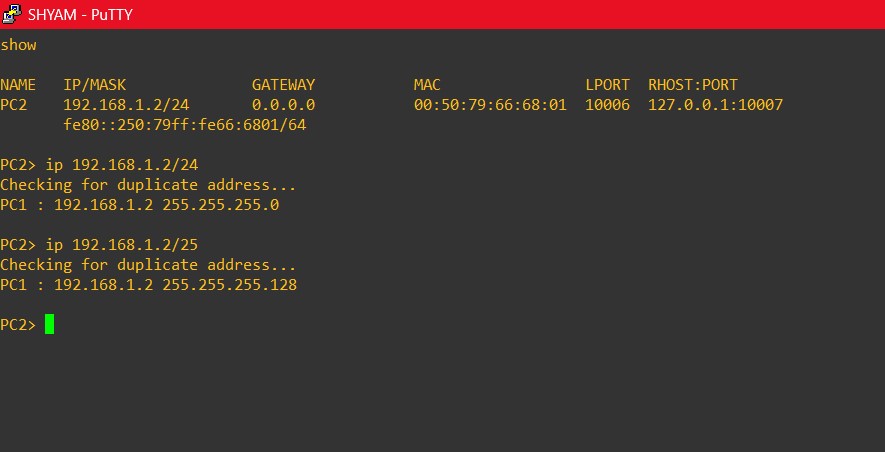 SHYAM - PuTTY
show
NAME   IP/MASK              GATEWAY           MAC                LPORT  RHOST:PORT
PC2    192.168.1.2/24       0.0.0.0           00:50:79:66:68:01  10006  127.0.0.1:10007
       fe80::250:79ff:fe66:6801/64
PC2> ip 192.168.1.2/24
Checking for duplicate address...
PC1 : 192.168.1.2 255.255.255.0
PC2> ip 192.168.1.2/25
Checking for duplicate address...
PC1 : 192.168.1.2 255.255.255.128
PC2>